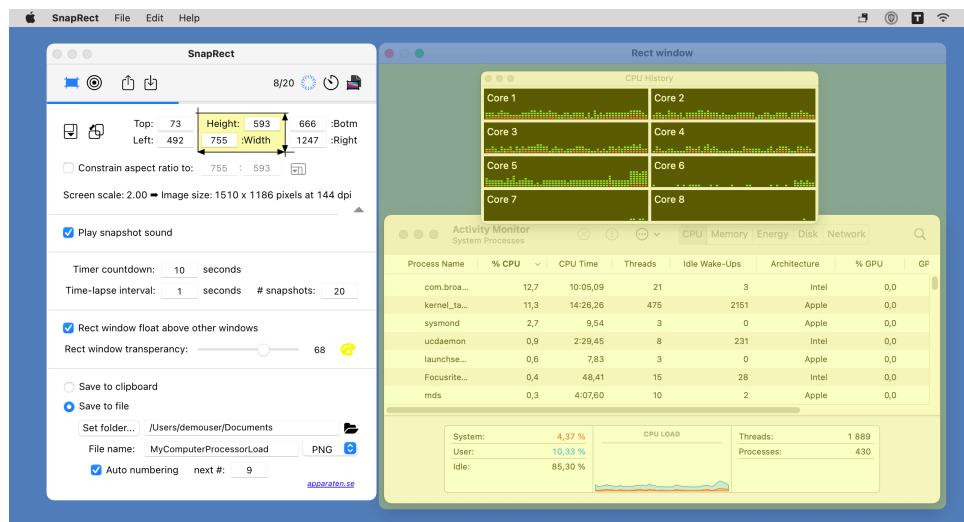 SnapRect File Edit Help
SnapRect
8/20
Top: 73 Height: 593 666 :Botm
Left: 492 755 :Width 1247 :Right
Constrain aspect ratio to: 755 : 593
Screen scale: 2.00 ➡ Image size: 1510 x 1186 pixels at 144 dpi
Play snapshot sound
Timer countdown: 10 seconds
Time-lapse interval: 1 seconds # snapshots: 20
Rect window float above other windows
Rect window transperancy: 68
Save to clipboard
Save to file
Set folder... /Users/demouser/Documents
File name: MyComputerProcessorLoad PNG
Auto numbering next #: 9
apparaten.se
Rect window
CPU History
Core 1 Core 2
Core 3 Core 4
Core 5 Core 6
Core 7 Core 8
Activity Monitor
System Processes
CPU Memory Energy Disk Network
Process Name % CPU CPU Time Threads Idle Wake-Ups Architecture % GPU GP
com.broa... 12,7 10:05,09 21 3 Intel 0,0
kernel_ta... 11,3 14:26,26 475 2151 Apple 0,0
sysmond 2,7 9,54 3 0 Apple 0,0
ucdaemon 0,9 2:29,45 8 231 Intel 0,0
launchse... 0,6 7,83 3 0 Apple 0,0
Focusrite... 0,4 48,41 15 28 Intel 0,0
mds 0,3 4:07,60 10 2 Apple 0,0
System: 4,37 % CPU LOAD Threads: 1 889
User: 10,33 % Processes: 430
Idle: 85,30 %